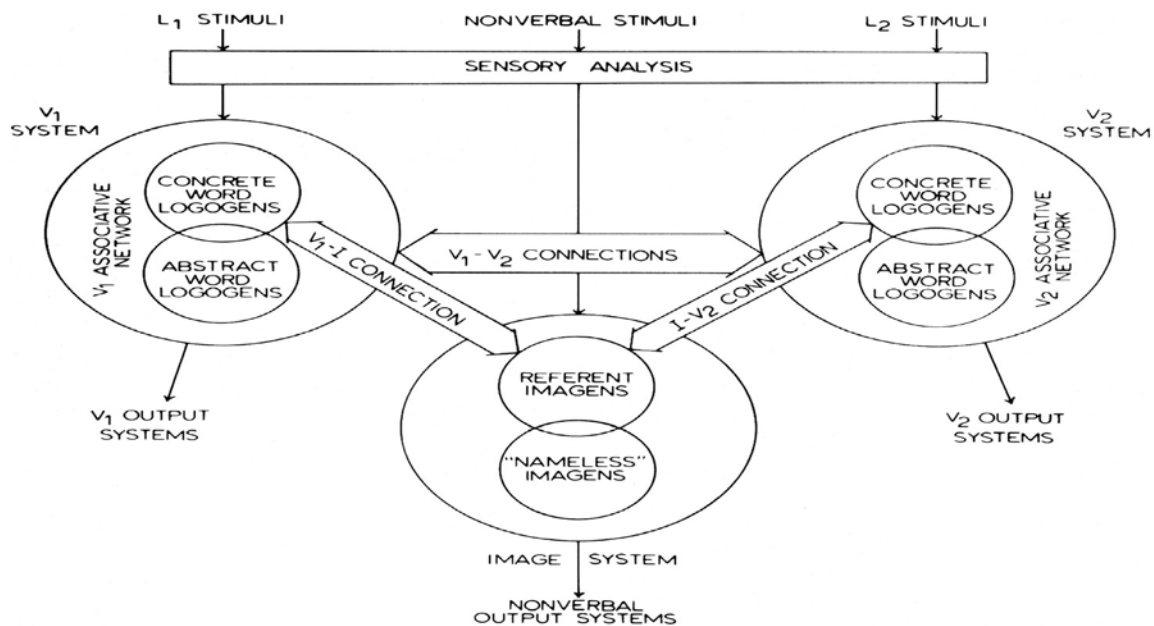 L₁ STIMULI
NONVERBAL STIMULI
L₂ STIMULI
SENSORY ANALYSIS
V₁
SYSTEM
V₂
SYSTEM
V₁ ASSOCIATIVE
NETWORK
CONCRETE
WORD
LOGOGENS
ABSTRACT
WORD
LOGOGENS
V₁-I CONNECTION
V₁-V₂ CONNECTIONS
I-V₂ CONNECTION
CONCRETE
WORD
LOGOGENS
ABSTRACT
WORD
LOGOGENS
V₂ ASSOCIATIVE
NETWORK
REFERENT
IMAGENS
"NAMELESS"
IMAGENS
V₁ OUTPUT
SYSTEMS
V₂ OUTPUT
SYSTEMS
IMAGE SYSTEM
NONVERBAL
OUTPUT SYSTEMS